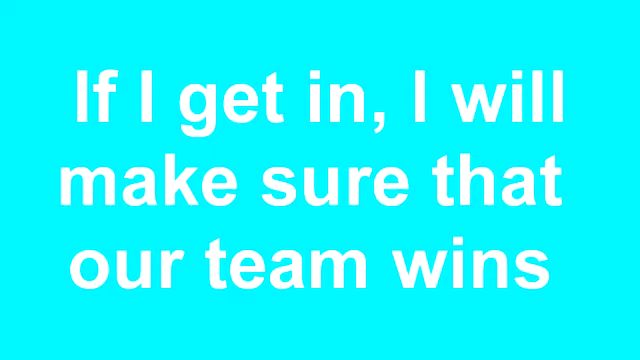 If I get in, I will
make sure that
our team wins